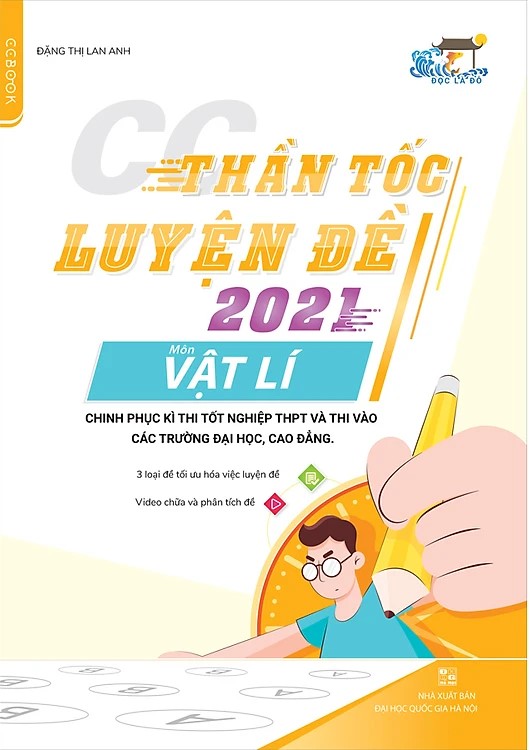 CCBOOK
ĐẶNG THỊ LAN ANH
ĐỌC LÀ ĐỖ
CC
THẦN TỐC
LUYỆN ĐỀ
2021
Môn
VẬT LÍ
CHINH PHỤC KÌ THI TỐT NGHIỆP THPT VÀ THI VÀO
CÁC TRƯỜNG ĐẠI HỌC, CAO ĐẲNG.
3 loại đề tối ưu hóa việc luyện đề
Video chữa và phân tích đề
NHÀ XUẤT BẢN
ĐẠI HỌC QUỐC GIA HÀ NỘI